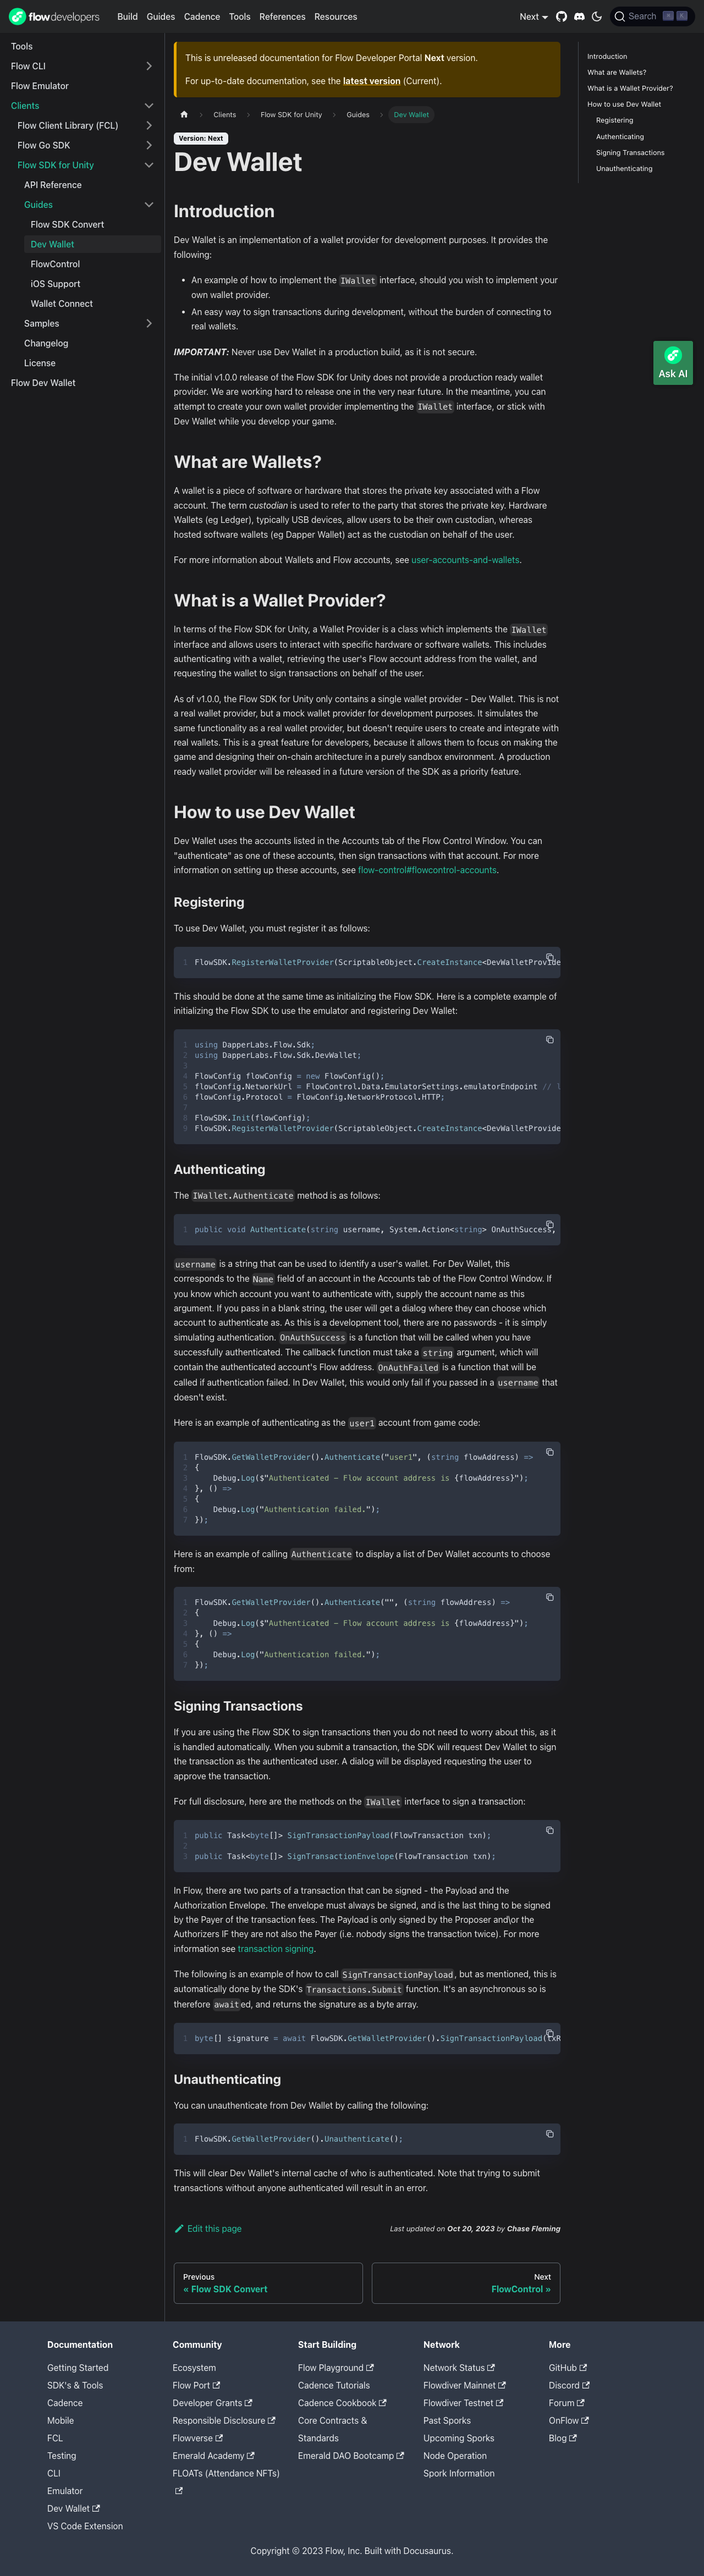 flowdevelopers
Build Guides Cadence Tools References Resources
Next
Search
K
Tools
Flow CLI
Flow Emulator
Clients
Flow Client Library (FCL)
Flow Go SDK
Flow SDK for Unity
API Reference
Guides
Flow SDK Convert
Dev Wallet
FlowControl
iOS Support
Wallet Connect
Samples
Changelog
License
Flow Dev Wallet
This is unreleased documentation for Flow Developer Portal Next version.
For up-to-date documentation, see the latest version (Current).
Clients
Flow SDK for Unity
Guides
Dev Wallet
Version: Next
Dev Wallet
Introduction
Dev Wallet is an implementation of a wallet provider for development purposes. It provides the
following:
• An example of how to implement the IWallet interface, should you wish to implement your
own wallet provider.
• An easy way to sign transactions during development, without the burden of connecting to
real wallets.
IMPORTANT: Never use Dev Wallet in a production build, as it is not secure.
The initial v1.0.0 release of the Flow SDK for Unity does not provide a production ready wallet
provider. We are working hard to release one in the very near future. In the meantime, you can
attempt to create your own wallet provider implementing the IWallet interface, or stick with
Dev Wallet while you develop your game.
What are Wallets?
A wallet is a piece of software or hardware that stores the private key associated with a Flow
account. The term custodian is used to refer to the party that stores the private key. Hardware
Wallets (eg Ledger), typically USB devices, allow users to be their own custodian, whereas
hosted software wallets (eg Dapper Wallet) act as the custodian on behalf of the user.
For more information about Wallets and Flow accounts, see user-accounts-and-wallets.
What is a Wallet Provider?
In terms of the Flow SDK for Unity, a Wallet Provider is a class which implements the IWallet
interface and allows users to interact with specific hardware or software wallets. This includes
authenticating with a wallet, retrieving the user's Flow account address from the wallet, and
requesting the wallet to sign transactions on behalf of the user.
As of v1.0.0, the Flow SDK for Unity only contains a single wallet provider - Dev Wallet. This is not
a real wallet provider, but a mock wallet provider for development purposes. It simulates the
same functionality as a real wallet provider, but doesn't require users to create and integrate with
real wallets. This is a great feature for developers, because it allows them to focus on making the
game and designing their on-chain architecture in a purely sandbox environment. A production
ready wallet provider will be released in a future version of the SDK as a priority feature.
How to use Dev Wallet
Dev Wallet uses the accounts listed in the Accounts tab of the Flow Control Window. You can
"authenticate" as one of these accounts, then sign transactions with that account. For more
information on setting up these accounts, see flow-control#flowcontrol-accounts.
Registering
To use Dev Wallet, you must register it as follows:
1 FlowSDK.RegisterWalletProvider(ScriptableObject.CreateInstance<DevWalletProvide
This should be done at the same time as initializing the Flow SDK. Here is a complete example of
initializing the Flow SDK to use the emulator and registering Dev Wallet:
1 using DapperLabs.Flow.Sdk;
2 using DapperLabs.Flow.Sdk.DevWallet;
3
4 FlowConfig flowConfig = new FlowConfig();
5 flowConfig.NetworkUrl = FlowControl.Data.EmulatorSettings.emulatorEndpoint // l
6 flowConfig.Protocol = FlowConfig.NetworkProtocol.HTTP;
7
8 FlowSDK.Init(flowConfig);
9 FlowSDK.RegisterWalletProvider(ScriptableObject.CreateInstance<DevWalletProvide
Authenticating
The IWallet.Authenticate method is as follows:
1 public void Authenticate(string username, System.Action<string> OnAuthSuccess,
username is a string that can be used to identify a user's wallet. For Dev Wallet, this
corresponds to the Name field of an account in the Accounts tab of the Flow Control Window. If
you know which account you want to authenticate with, supply the account name as this
argument. If you pass in a blank string, the user will get a dialog where they can choose which
account to authenticate as. As this is a development tool, there are no passwords - it is simply
simulating authentication. OnAuthSuccess is a function that will be called when you have
successfully authenticated. The callback function must take a string argument, which will
contain the authenticated account's Flow address. OnAuthFailed is a function that will be
called if authentication failed. In Dev Wallet, this would only fail if you passed in a username that
doesn't exist.
Here is an example of authenticating as the user1 account from game code:
1 FlowSDK.GetWalletProvider().Authenticate("user1", (string flowAddress) =>
2 {
3 Debug.Log($"Authenticated - Flow account address is {flowAddress}");
4 }, () =>
5 {
6 Debug.Log("Authentication failed.");
7 });
Here is an example of calling Authenticate to display a list of Dev Wallet accounts to choose
from:
1 FlowSDK.GetWalletProvider().Authenticate("", (string flowAddress) =>
2 {
3 Debug.Log($"Authenticated - Flow account address is {flowAddress}");
4 }, () =>
5 {
6 Debug.Log("Authentication failed.");
7 });
Signing Transactions
If you are using the Flow SDK to sign transactions then you do not need to worry about this, as it
is handled automatically. When you submit a transaction, the SDK will request Dev Wallet to sign
the transaction as the authenticated user. A dialog will be displayed requesting the user to
approve the transaction.
For full disclosure, here are the methods on the IWallet interface to sign a transaction:
1 public Task<byte[]> SignTransactionPayload(FlowTransaction txn);
2
3 public Task<byte[]> SignTransactionEnvelope(FlowTransaction txn);
In Flow, there are two parts of a transaction that can be signed - the Payload and the
Authorization Envelope. The envelope must always be signed, and is the last thing to be signed
by the Payer of the transaction fees. The Payload is only signed by the Proposer and\or the
Authorizers IF they are not also the Payer (i.e. nobody signs the transaction twice). For more
information see transaction signing.
The following is an example of how to call SignTransactionPayload, but as mentioned, this is
automatically done by the SDK's Transactions.Submit function. It's an asynchronous so is
therefore awaited, and returns the signature as a byte array.
1 byte[] signature = await FlowSDK.GetWalletProvider().SignTransactionPayload(txR
Unauthenticating
You can unauthenticate from Dev Wallet by calling the following:
1 FlowSDK.GetWalletProvider().Unauthenticate();
This will clear Dev Wallet's internal cache of who is authenticated. Note that trying to submit
transactions without anyone authenticated will result in an error.
Edit this page
Last updated on Oct 20, 2023 by Chase Fleming
Previous
« Flow SDK Convert
Next
FlowControl »
Introduction
What are Wallets?
What is a Wallet Provider?
How to use Dev Wallet
Registering
Authenticating
Signing Transactions
Unauthenticating
Ask AI
Documentation
Getting Started
SDK's & Tools
Cadence
Mobile
FCL
Testing
CLI
Emulator
Dev Wallet
VS Code Extension
Community
Ecosystem
Flow Port
Developer Grants
Responsible Disclosure
Flowverse
Emerald Academy
FLOATs (Attendance NFTs)
Start Building
Flow Playground
Cadence Tutorials
Cadence Cookbook
Core Contracts &
Standards
Emerald DAO Bootcamp
Network
Network Status
Flowdiver Mainnet
Flowdiver Testnet
Past Sporks
Upcoming Sporks
Node Operation
Spork Information
More
GitHub
Discord
Forum
OnFlow
Blog
Copyright © 2023 Flow, Inc. Built with Docusaurus.